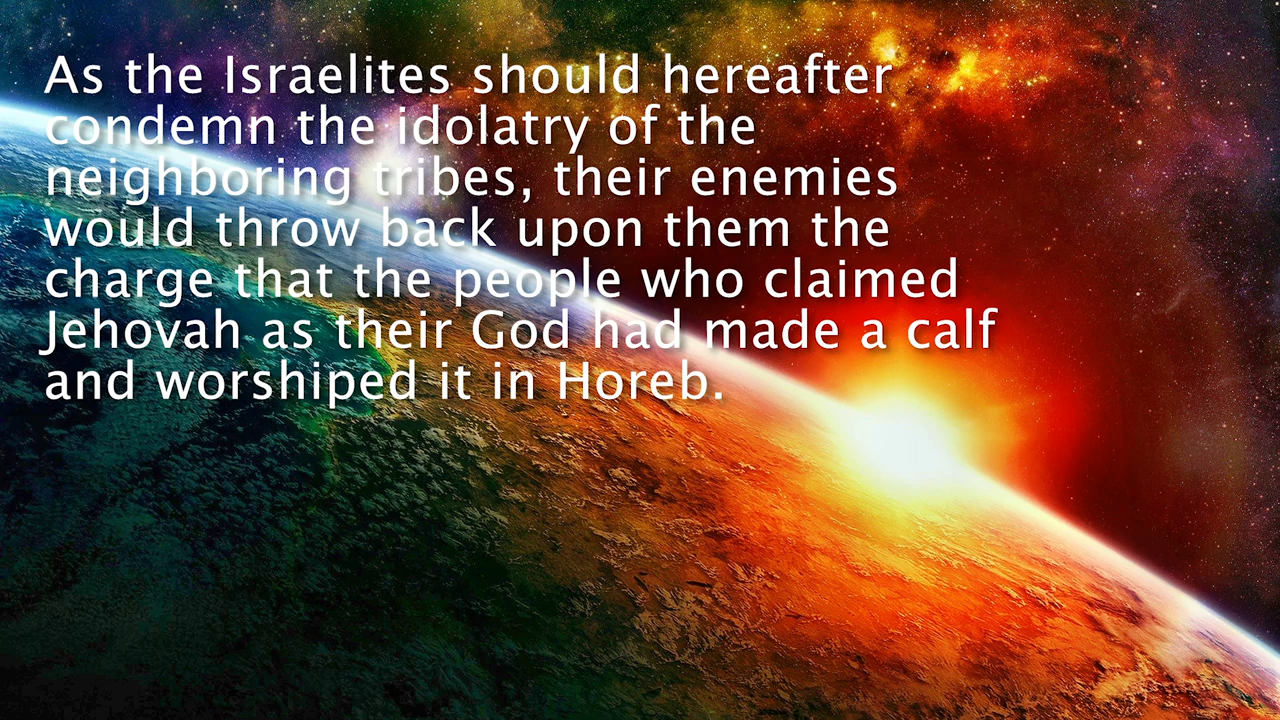 As the Israelites should hereafter
condemn the idolatry of the
neighboring tribes, their enemies
would throw back upon them the
charge that the people who claimed
Jehovah as their God had made a calf
and worshiped it in Horeb.